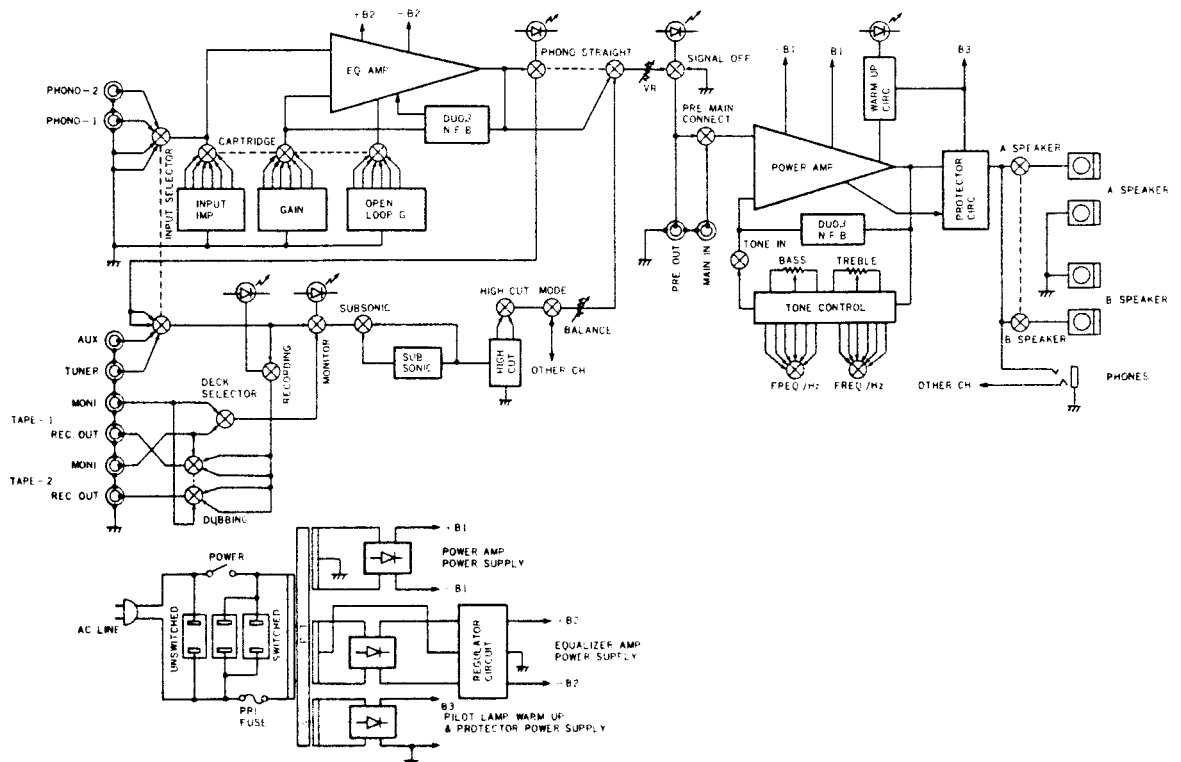 +B2
-B2
PHONO-2
PHONO-1
EQ AMP
PHONO STRAIGHT
SIGNAL OFF
VR
-B1
B1
B3
WARM UP
CIRC
PRE-MAIN
CONNECT
DUO.β
N.F.B
CARTRIDGE
INPUT SELECTOR
INPUT
IMP
GAIN
OPEN
LOOP G
POWER AMP
PROTECTOR
CIRC
A SPEAKER
A SPEAKER
B SPEAKER
B SPEAKER
DUO.β
N.F.B
TONE IN
PRE OUT
MAIN IN
BASS
TREBLE
TONE CONTROL
FREQ/Hz
FREQ/Hz
OTHER CH
PHONES
AUX
TUNER
MONI
TAPE-1
REC OUT
MONI
TAPE-2
REC OUT
DECK
SELECTOR
RECORDING
MONITOR
SUBSONIC
SUB
SONIC
HIGH CUT
MODE
HIGH
CUT
BALANCE
OTHER CH
DUBBING
POWER
AC LINE
UNSWITCHED
SWITCHED
PRI
FUSE
+B1
POWER AMP
POWER SUPPLY
-B1
REGULATOR
CIRCUIT
+B2
EQUALIZER AMP
POWER SUPPLY
-B2
B3
PILOT LAMP WARM UP
& PROTECTOR POWER SUPPLY